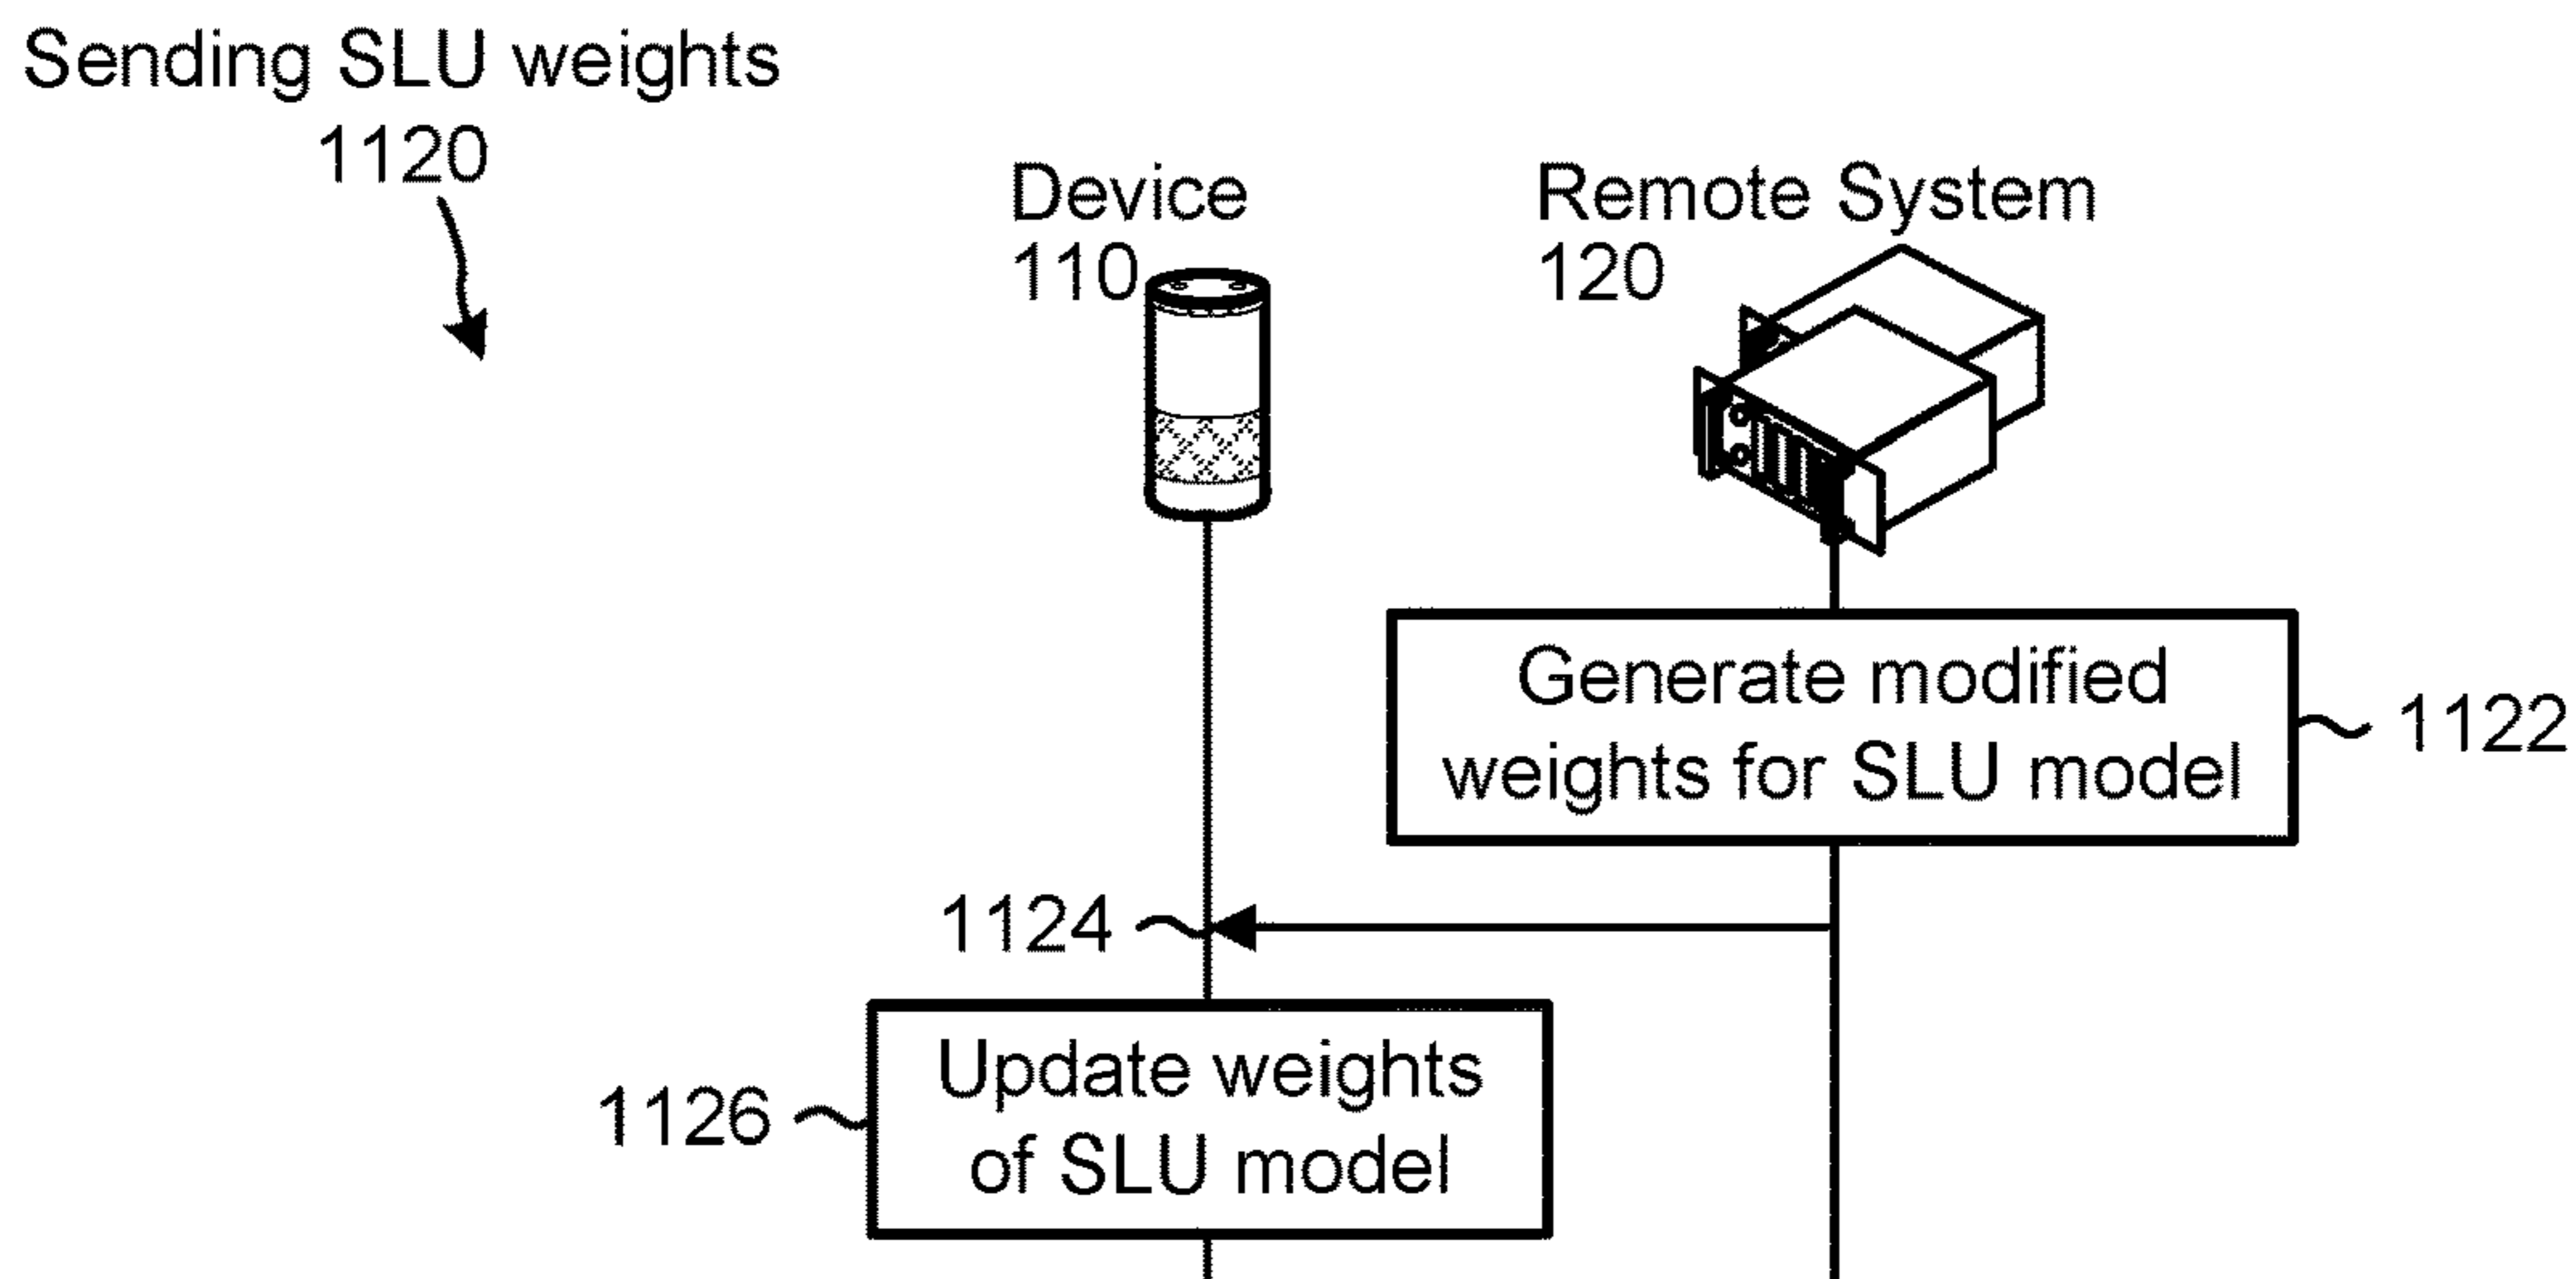 Sending SLU weights
1120
Device
110
Remote System
120
Generate modified
weights for SLU model
1122
1124
Update weights
of SLU model
1126